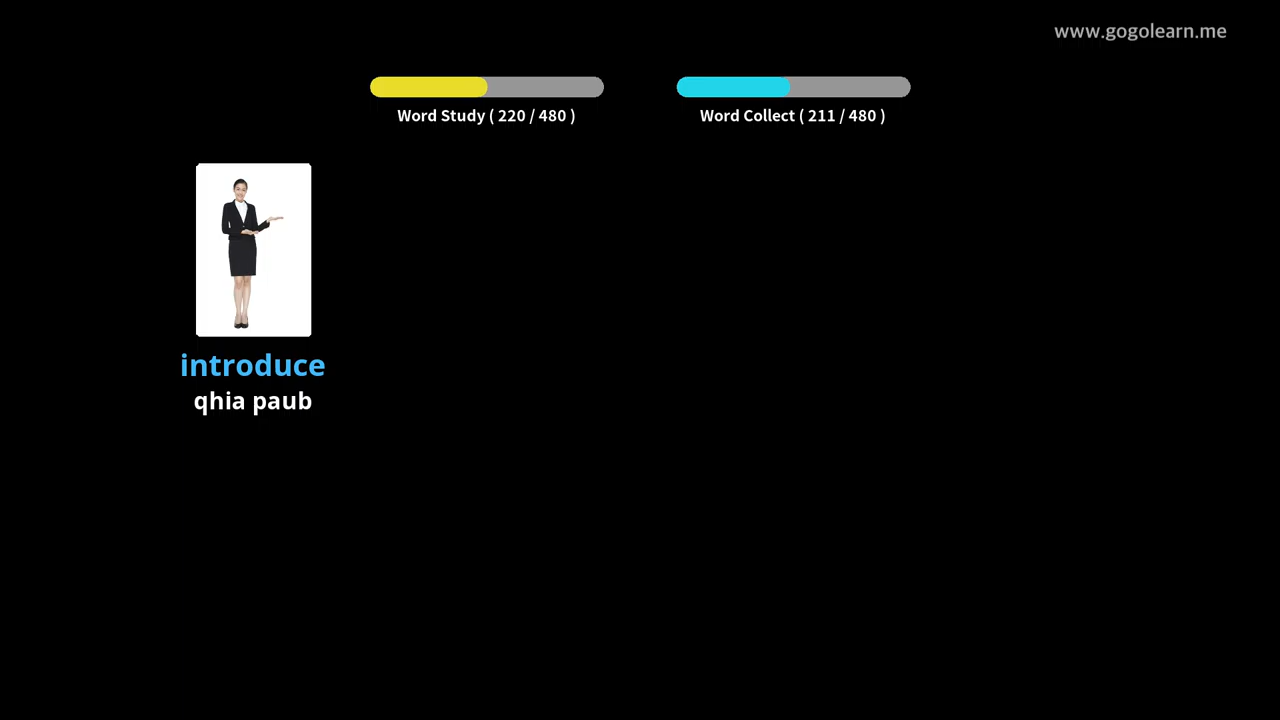 www.gogolearn.me
Word Study ( 220 / 480 )
Word Collect ( 211 / 480 )
introduce
qhia paub